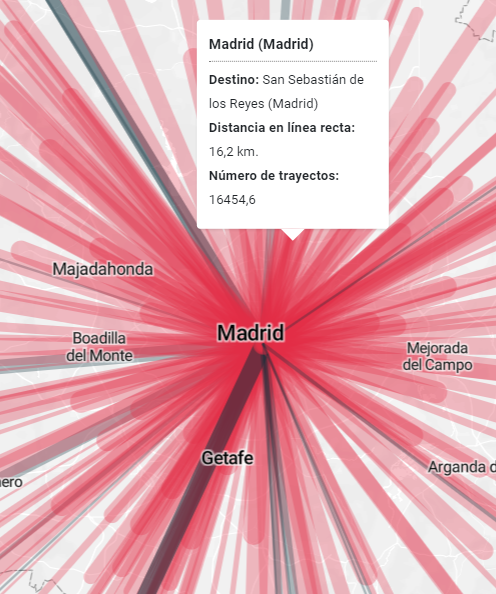 Madrid (Madrid)
Destino: San Sebastián de
los Reyes (Madrid)
Distancia en línea recta:
16,2 km.
Número de trayectos:
16454,6
Majadahonda
Madrid
Boadilla
del Monte
Mejorada
del Campo
Getafe
Arganda d
ero